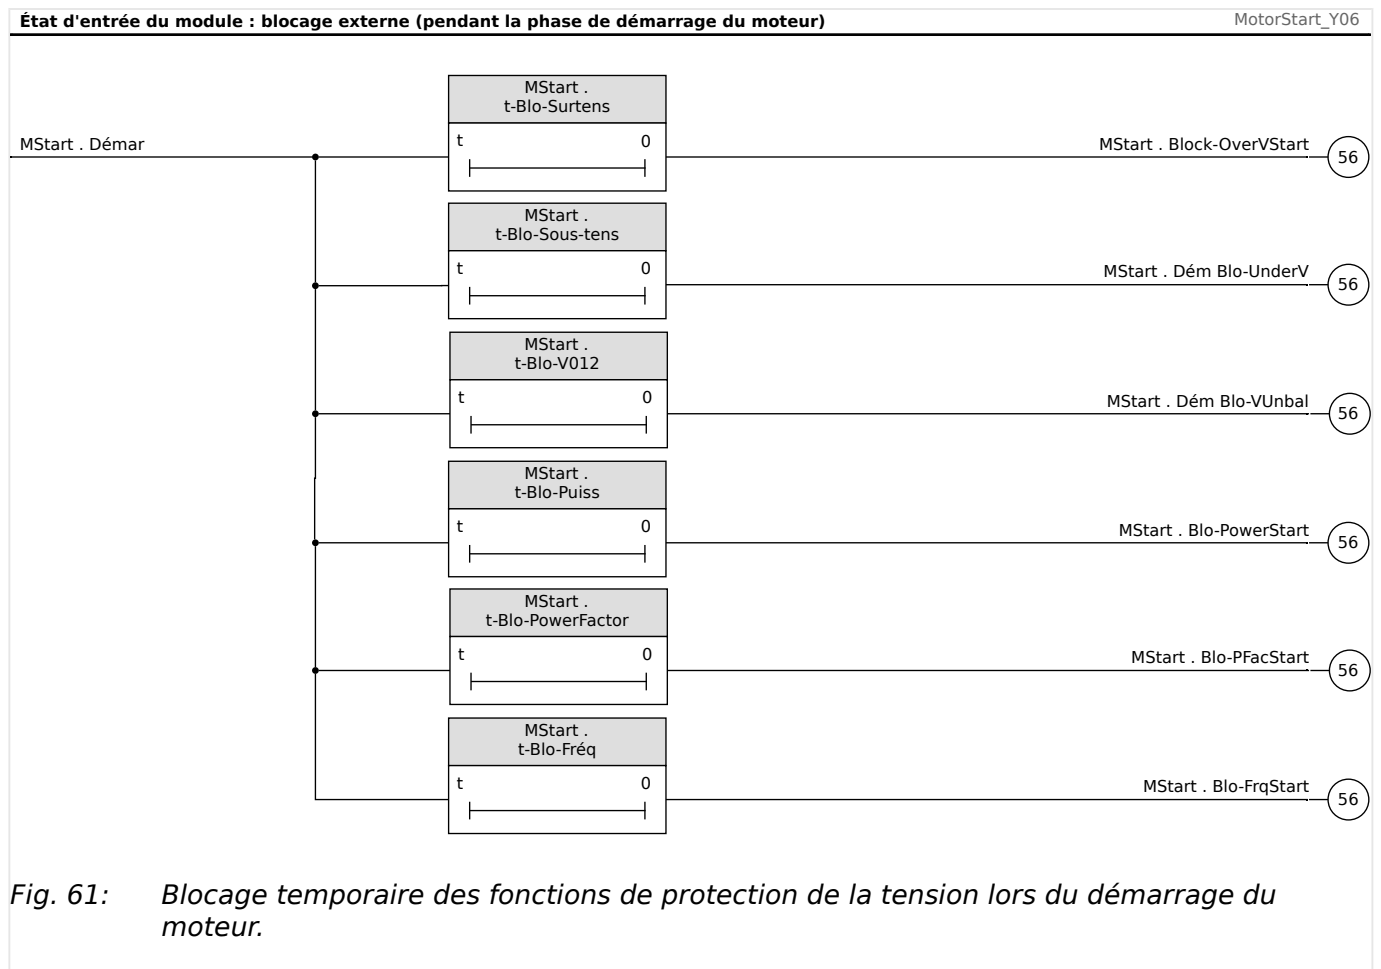 État d'entrée du module : blocage externe (pendant la phase de démarrage du moteur)
MotorStart_Y06
MStart .
t-Blo-Surtens
MStart . Démar
t 0
MStart . Block-OverVStart
56
MStart .
t-Blo-Sous-tens
t 0
MStart . Dém Blo-UnderV
56
MStart .
t-Blo-V012
t 0
MStart . Dém Blo-VUnbal
56
MStart .
t-Blo-Puiss
t 0
MStart . Blo-PowerStart
56
MStart .
t-Blo-PowerFactor
t 0
MStart . Blo-PFacStart
56
MStart .
t-Blo-Fréq
t 0
MStart . Blo-FrqStart
56
Fig. 61: Blocage temporaire des fonctions de protection de la tension lors du démarrage du
moteur.